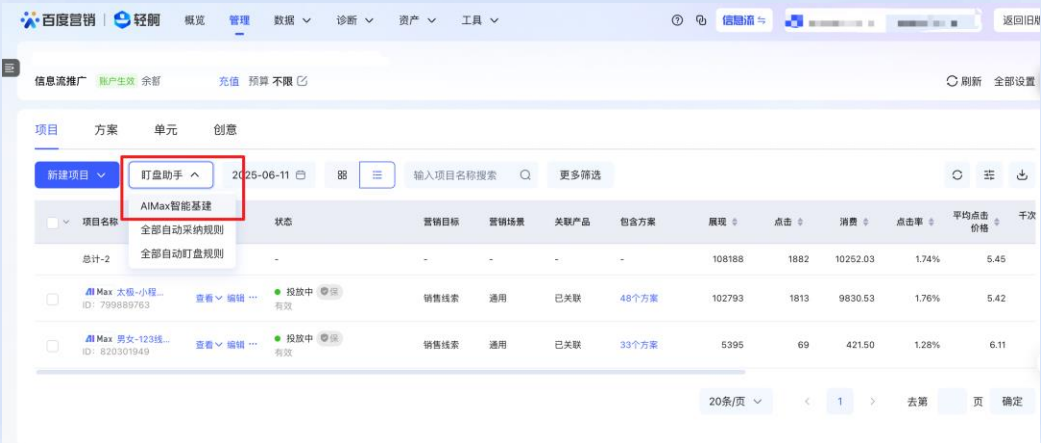 百度营销 轻舸 概览 管理 数据 诊断 资产 工具 信息流 返回旧版
信息流推广 账户生效 余额 充值 预算 不限 刷新 全部设置
项目 方案 单元 创意
新建项目 盯盘助手 2025-06-11 输入项目名称搜索 更多筛选
AIMax智能基建
全部自动采纳规则
全部自动盯盘规则
项目名称 状态 营销目标 营销场景 关联产品 包含方案 展现 点击 消费 点击率 平均点击价格 千次
总计-2 - - - - - 108188 1882 10252.03 1.74% 5.45
AI Max 太极-小程... 查看 编辑 ... 投放中 保 销售线索 通用 已关联 48个方案 102793 1813 9830.53 1.76% 5.42
ID: 799889763 有效
AI Max 男女-123线... 查看 编辑 ... 投放中 保 销售线索 通用 已关联 33个方案 5395 69 421.50 1.28% 6.11
ID: 820301949 有效
20条/页 < 1 > 去第 页 确定